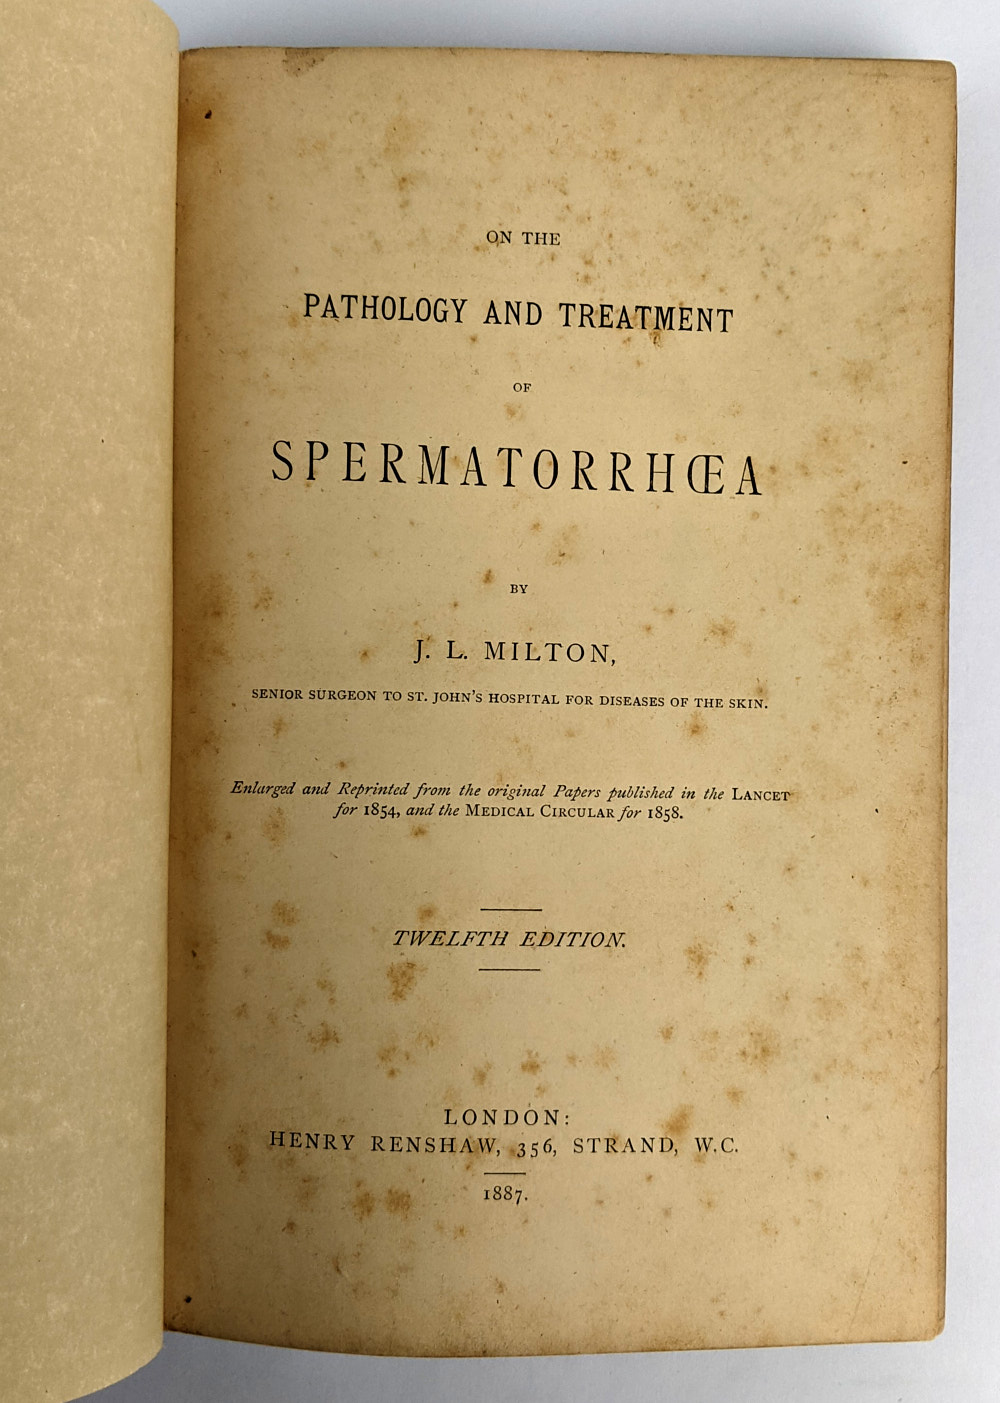 ON THE
PATHOLOGY AND TREATMENT
OF
SPERMATORRHŒA
BY
J. L. MILTON,
SENIOR SURGEON TO ST. JOHN'S HOSPITAL FOR DISEASES OF THE SKIN.
Enlarged and Reprinted from the original Papers published in the LANCET
for 1854, and the MEDICAL CIRCULAR for 1858.
TWELFTH EDITION.
LONDON:
HENRY RENSHAW, 356, STRAND, W.C.
1887.